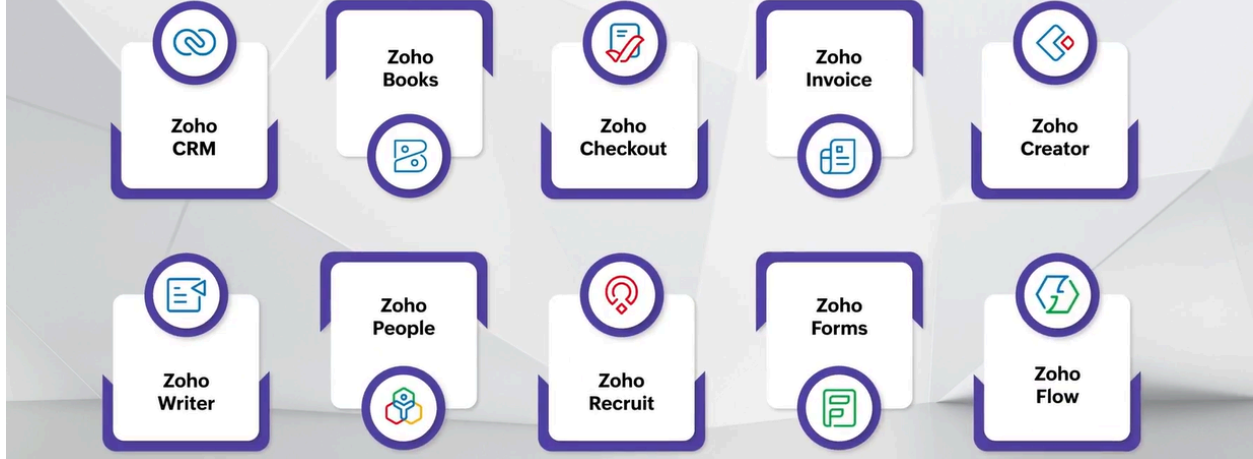 Zoho
CRM
Zoho
Books
Zoho
Checkout
Zoho
Invoice
Zoho
Creator
Zoho
Writer
Zoho
People
Zoho
Recruit
Zoho
Forms
Zoho
Flow